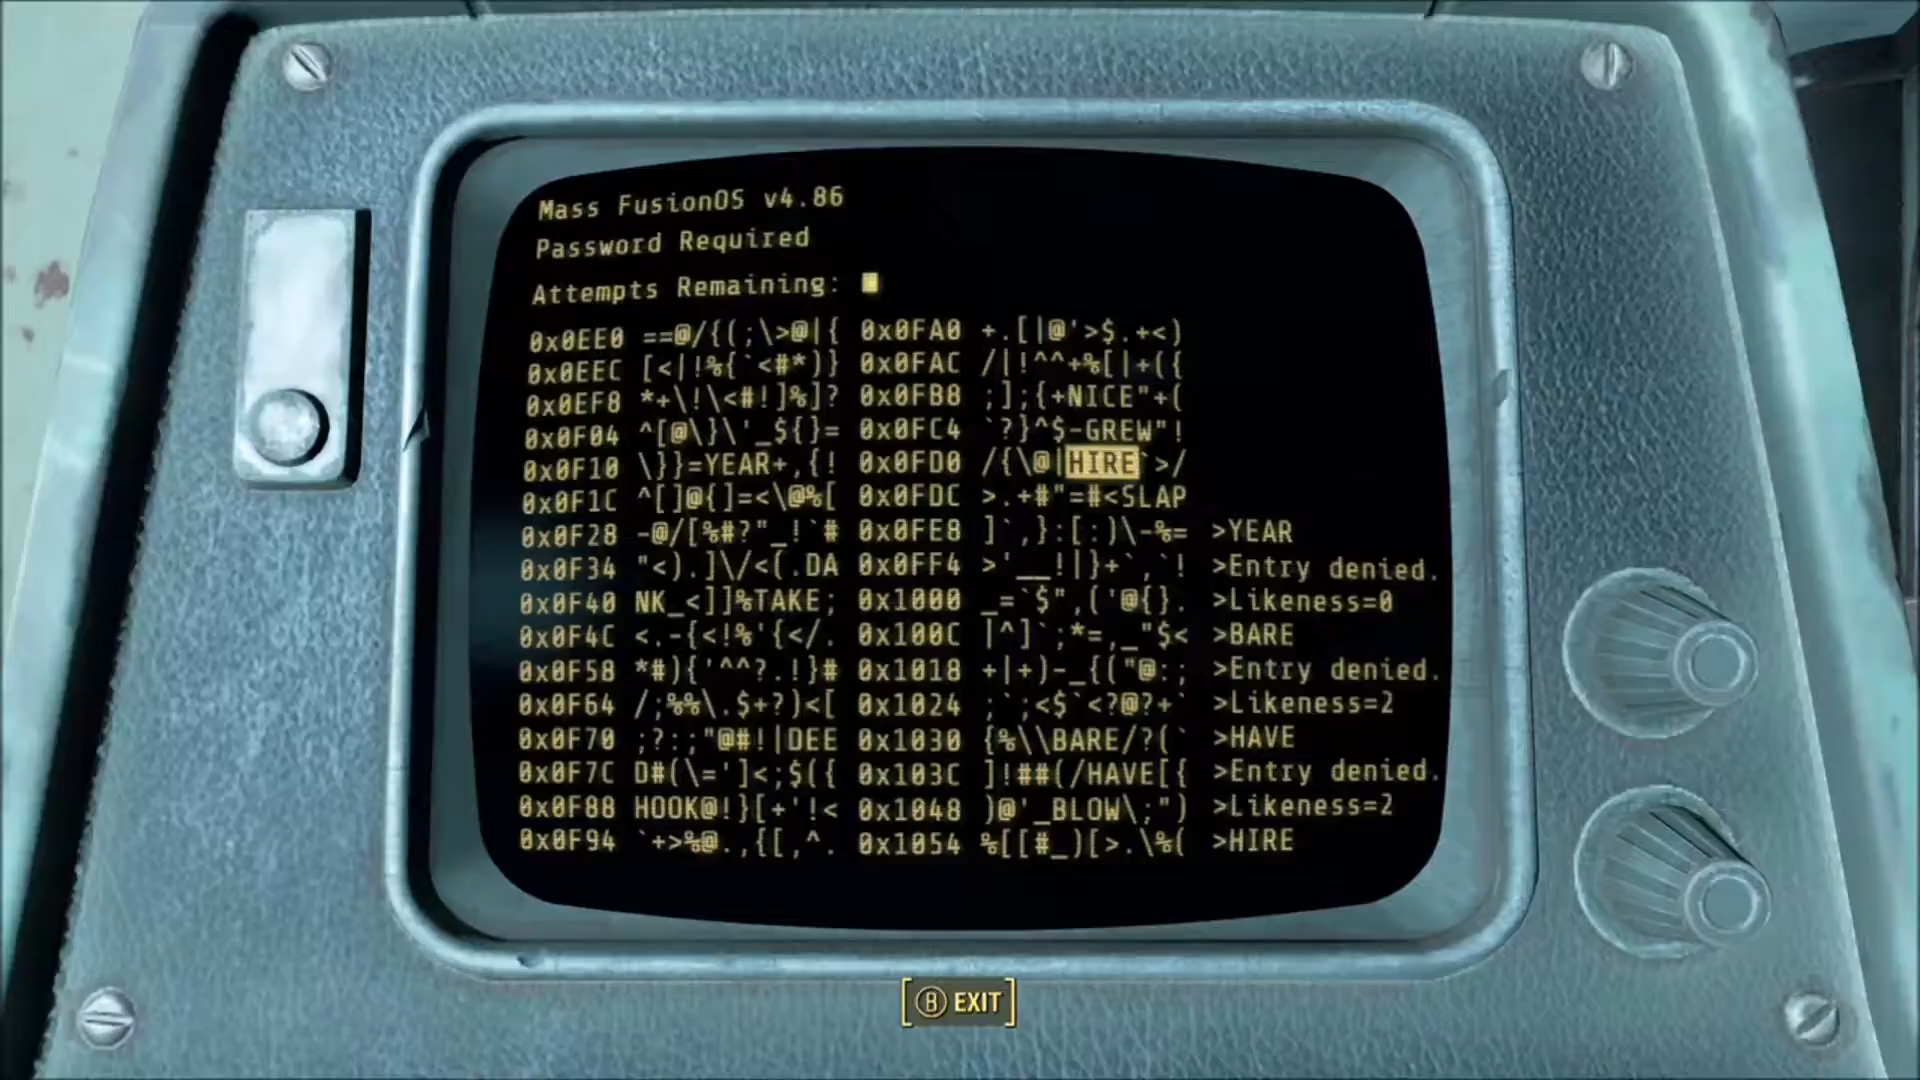 Mass FusionOS v4.86
Password Required
Attempts Remaining:
0x0EE0 ==@/{(;\>@|{ 0x0FA0 +.[|@'>$.+<)
0x0EEC [<|!%{`<#*)} 0x0FAC /|!^^+%[|+({
0x0EF8 *+\!\<#!]%]? 0x0FB8 ;];{+NICE"+(
0x0F04 ^[@\}\'_${}= 0x0FC4 `?}^$-GREW"!
0x0F10 \}}=YEAR+,{! 0x0FD0 /{\@|HIRE`>/
0x0F1C ^[]@{]=<\@%[ 0x0FDC >.+#"=#<SLAP
0x0F28 -@/[%#?"_!`# 0x0FE8 ]`,}:[:)\-%= >YEAR
0x0F34 "<).]\/<(.DA 0x0FF4 >'__!|}+`,`! >Entry denied.
0x0F40 NK_<]]%TAKE; 0x1000 _=`$",('@{}. >Likeness=0
0x0F4C <.-{<!%'{</. 0x100C |^]`;*=,_"$< >BARE
0x0F58 *#){'^^?.!}# 0x1018 +|+)-_{("@:; >Entry denied.
0x0F64 /;%%\.$+?)<[ 0x1024 ;`;<$`<?@?+` >Likeness=2
0x0F70 ;?:;"@#!|DEE 0x1030 {%\\BARE/?(` >HAVE
0x0F7C D#(\=']<;$({ 0x103C ]!##(/HAVE[{ >Entry denied.
0x0F88 HOOK@!}[+'!< 0x1048 )@'_BLOW\;") >Likeness=2
0x0F94 `+>%@.,{[,^. 0x1054 %[[#_)[>.\%( >HIRE
B EXIT